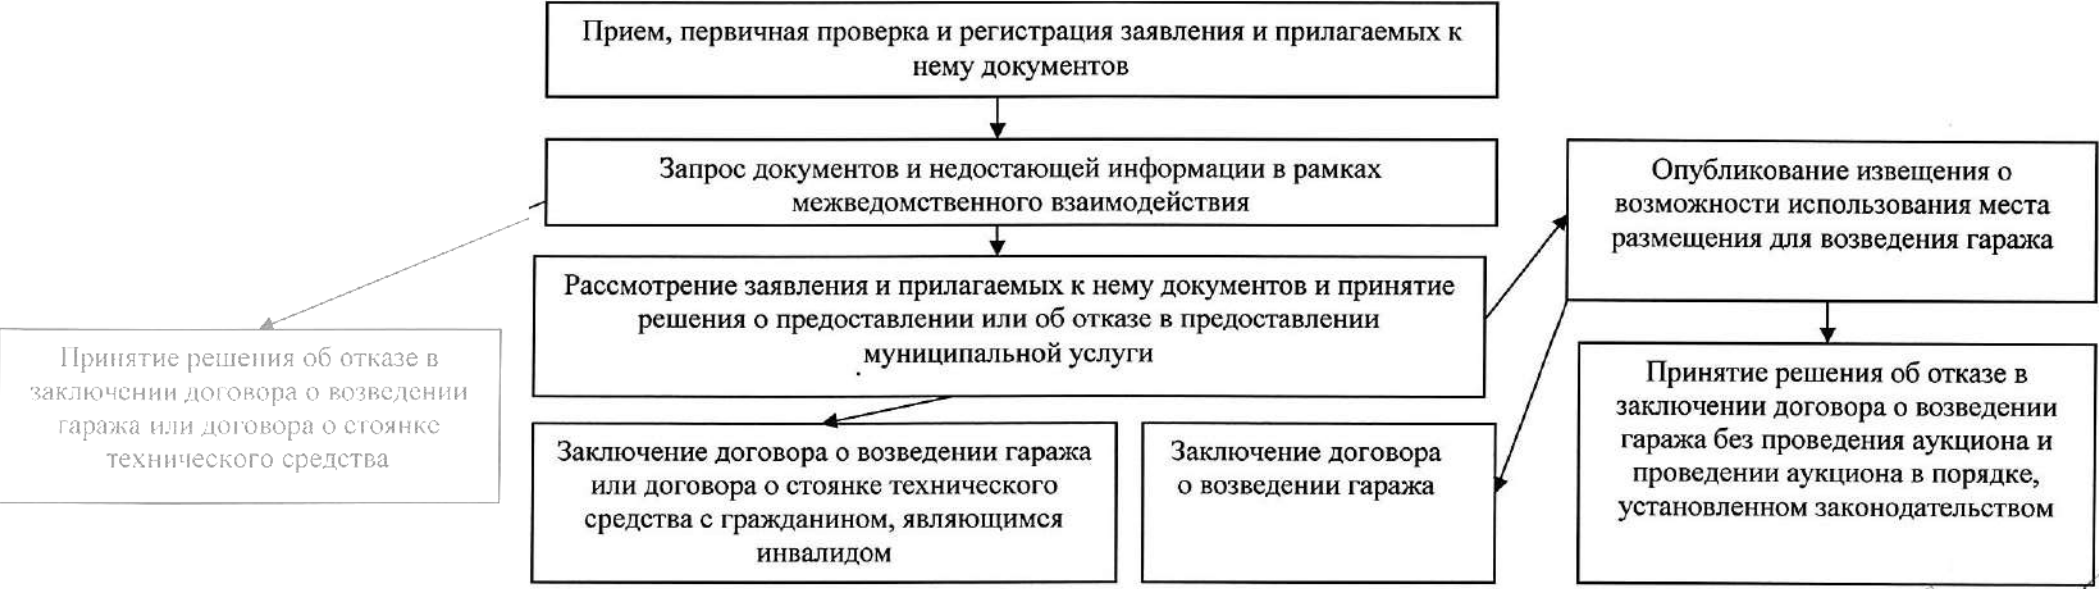 Прием, первичная проверка и регистрация заявления и прилагаемых к
нему документов
Запрос документов и недостающей информации в рамках
межведомственного взаимодействия
Опубликование извещения о
возможности использования места
размещения для возведения гаража
Рассмотрение заявления и прилагаемых к нему документов и принятие
решения о предоставлении или об отказе в предоставлении
муниципальной услуги
Принятие решения об отказе в
заключении договора о возведении
гаража или договора о стоянке
технического средства
Заключение договора о возведении гаража
или договора о стоянке технического
средства с гражданином, являющимся
инвалидом
Заключение договора
о возведении гаража
Принятие решения об отказе в
заключении договора о возведении
гаража без проведения аукциона и
проведении аукциона в порядке,
установленном законодательством